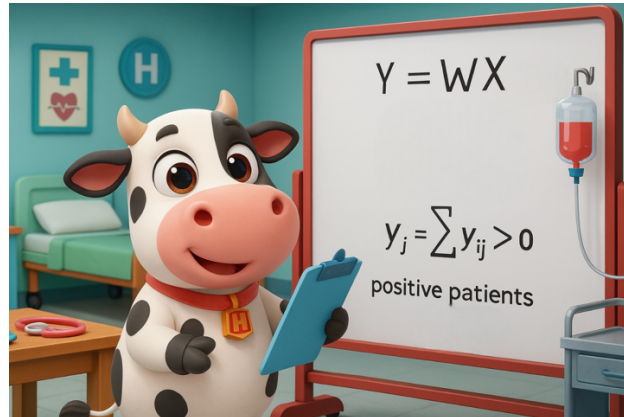 H
Y = WX
y_j = ∑ y_ij > 0
positive patients
H